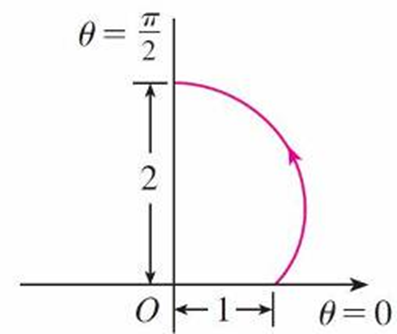 θ = π/2
2
O
1
θ = 0